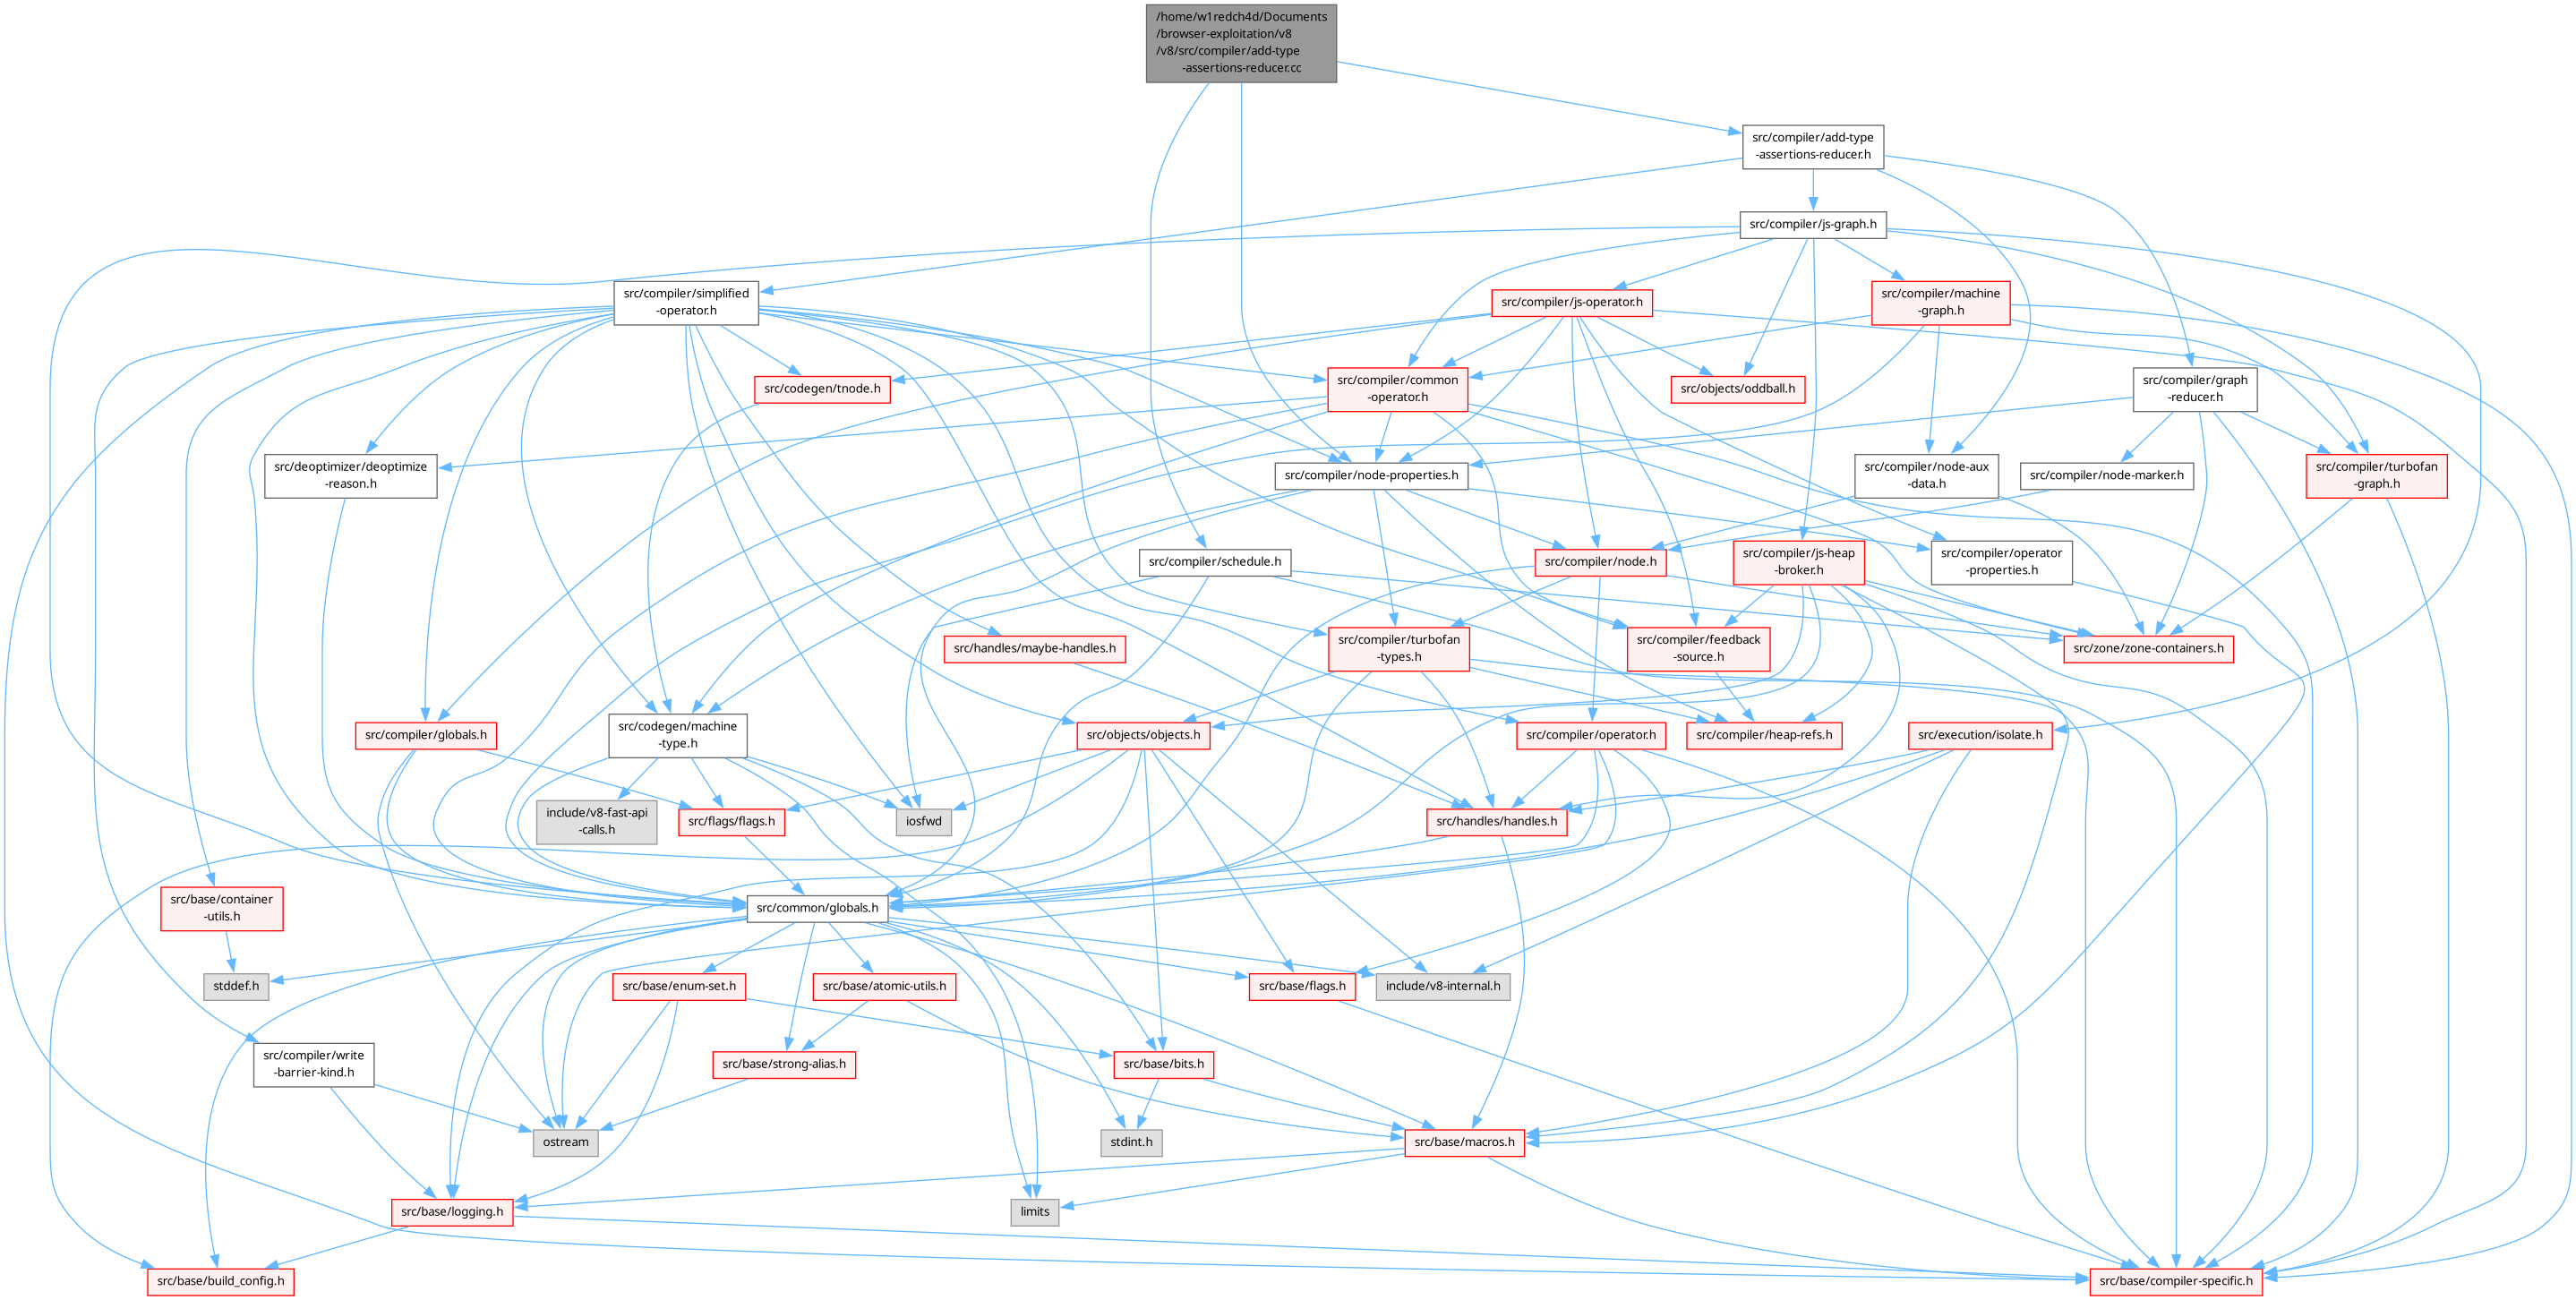 /home/w1redch4d/Documents
/browser-exploitation/v8
/v8/src/compiler/add-type
-assertions-reducer.cc
src/compiler/add-type
-assertions-reducer.h
src/compiler/js-graph.h
src/compiler/simplified
-operator.h
src/compiler/js-operator.h
src/compiler/machine
-graph.h
src/codegen/tnode.h
src/compiler/common
-operator.h
src/objects/oddball.h
src/compiler/graph
-reducer.h
src/deoptimizer/deoptimize
-reason.h
src/compiler/node-properties.h
src/compiler/node-aux
-data.h
src/compiler/node-marker.h
src/compiler/turbofan
-graph.h
src/compiler/schedule.h
src/compiler/node.h
src/compiler/js-heap
-broker.h
src/compiler/operator
-properties.h
src/handles/maybe-handles.h
src/compiler/turbofan
-types.h
src/compiler/feedback
-source.h
src/zone/zone-containers.h
src/compiler/globals.h
src/codegen/machine
-type.h
src/objects/objects.h
src/compiler/operator.h
src/compiler/heap-refs.h
src/execution/isolate.h
include/v8-fast-api
-calls.h
src/flags/flags.h
iosfwd
src/handles/handles.h
src/base/container
-utils.h
src/common/globals.h
stddef.h
src/base/enum-set.h
src/base/atomic-utils.h
src/base/flags.h
include/v8-internal.h
src/compiler/write
-barrier-kind.h
src/base/strong-alias.h
src/base/bits.h
ostream
stdint.h
src/base/macros.h
src/base/logging.h
limits
src/base/build_config.h
src/base/compiler-specific.h